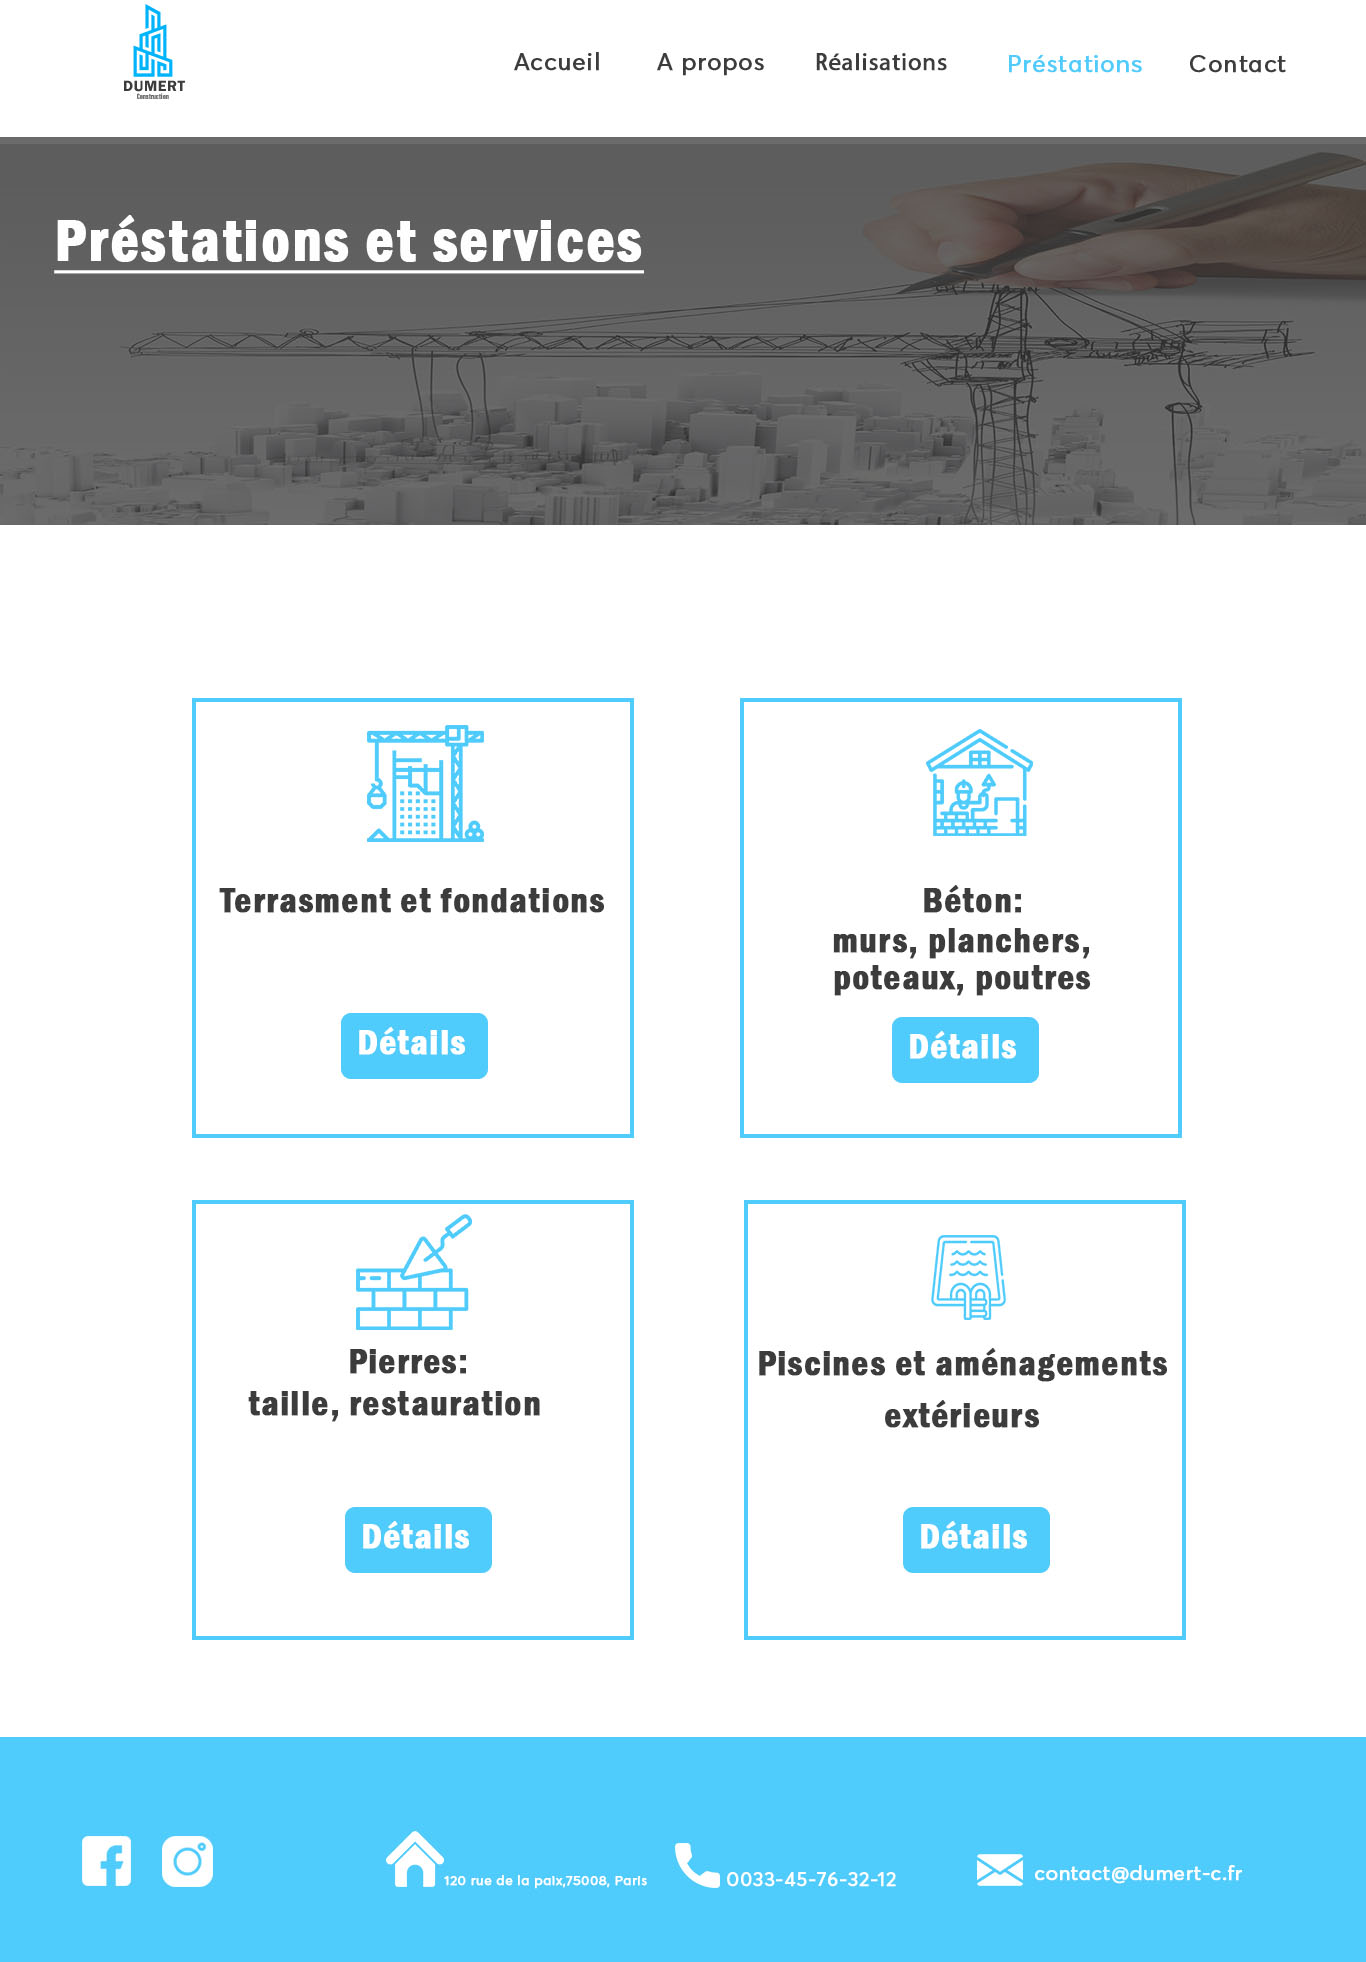 DUMERT
Construction
Accueil A propos Réalisations Préstations Contact
Préstations et services
Terrasment et fondations
Détails
Béton:
murs, planchers,
poteaux, poutres
Détails
Pierres:
taille, restauration
Détails
Piscines et aménagements
extérieurs
Détails
120 rue de la paix,75008, Paris
0033-45-76-32-12
contact@dumert-c.fr